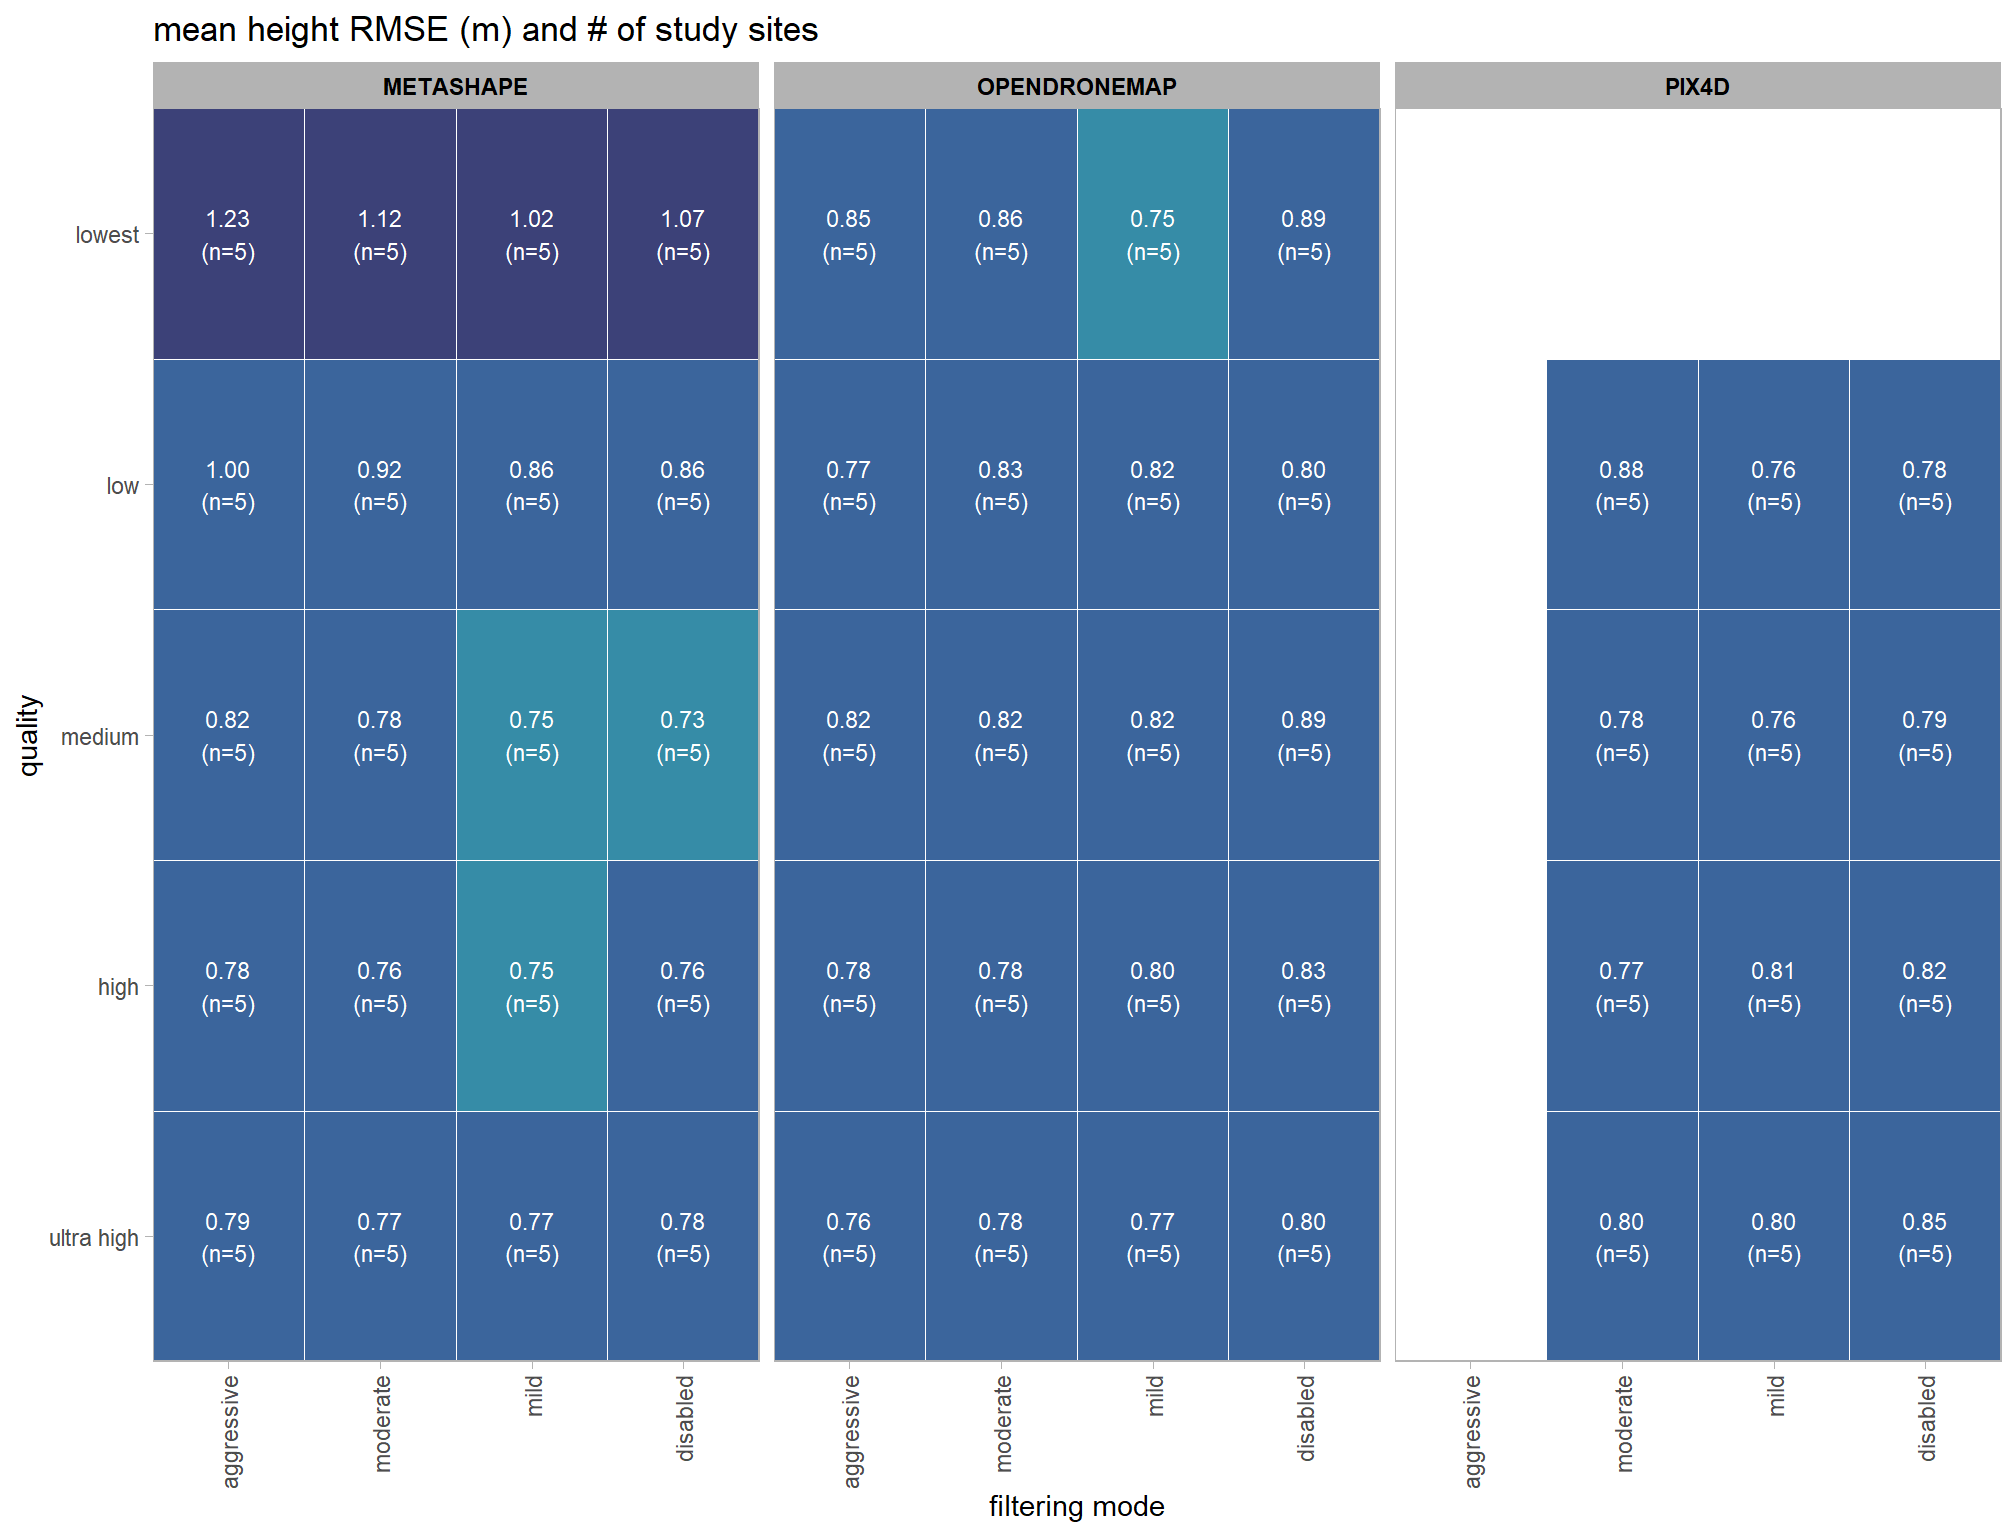 mean height RMSE (m) and # of study sites
METASHAPE OPENDRONEMAP PIX4D
quality
lowest
1.23 1.12 1.02 1.07 0.85 0.86 0.75 0.89
(n=5) (n=5) (n=5) (n=5) (n=5) (n=5) (n=5) (n=5)
low
1.00 0.92 0.86 0.86 0.77 0.83 0.82 0.80 0.88 0.76 0.78
(n=5) (n=5) (n=5) (n=5) (n=5) (n=5) (n=5) (n=5) (n=5) (n=5) (n=5)
medium
0.82 0.78 0.75 0.73 0.82 0.82 0.82 0.89 0.78 0.76 0.79
(n=5) (n=5) (n=5) (n=5) (n=5) (n=5) (n=5) (n=5) (n=5) (n=5) (n=5)
high
0.78 0.76 0.75 0.76 0.78 0.78 0.80 0.83 0.77 0.81 0.82
(n=5) (n=5) (n=5) (n=5) (n=5) (n=5) (n=5) (n=5) (n=5) (n=5) (n=5)
ultra high
0.79 0.77 0.77 0.78 0.76 0.78 0.77 0.80 0.80 0.80 0.85
(n=5) (n=5) (n=5) (n=5) (n=5) (n=5) (n=5) (n=5) (n=5) (n=5) (n=5)
aggressive moderate mild disabled aggressive moderate mild disabled aggressive moderate mild disabled
filtering mode